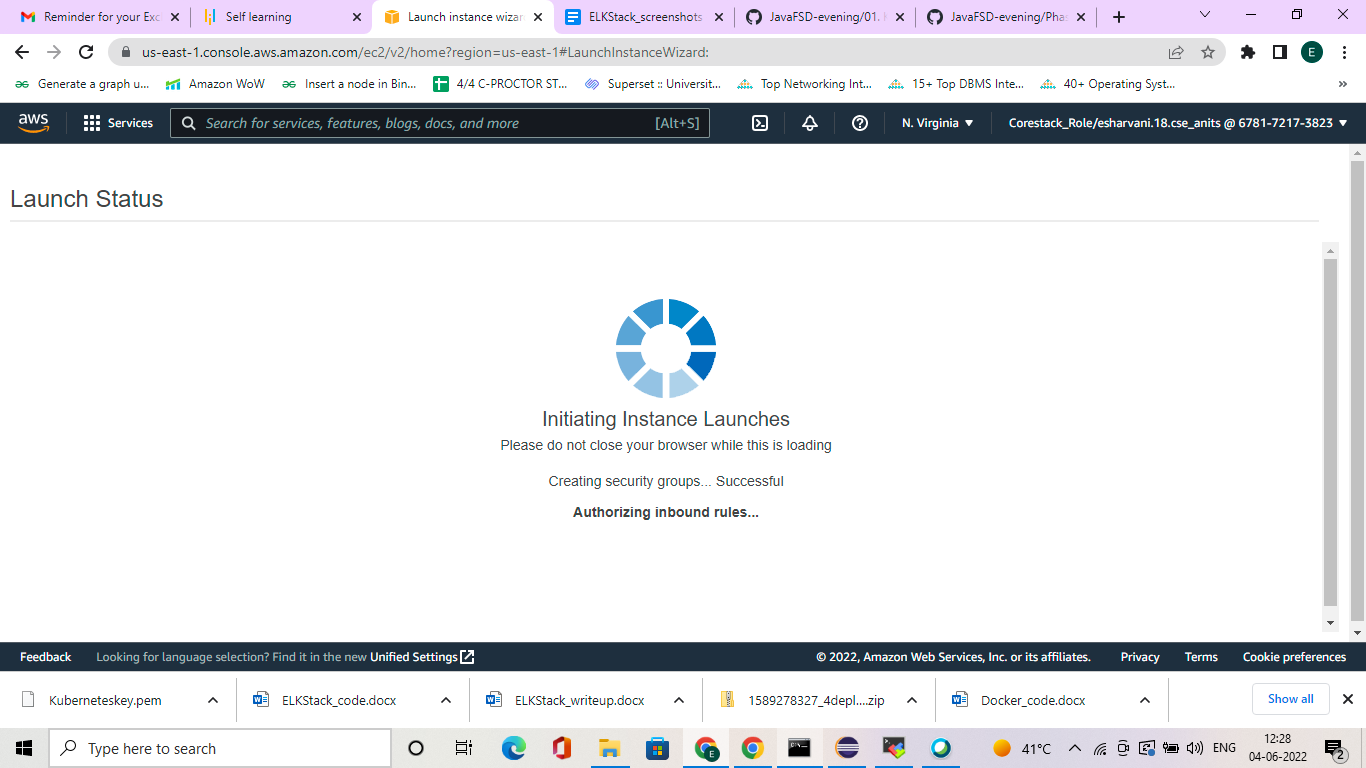 Reminder for your Exc
Self learning
Launch instance wizar
ELKStack_screenshots
JavaFSD-evening/01.
JavaFSD-evening/Pha
us-east-1.console.aws.amazon.com/ec2/v2/home?region=us-east-1#LaunchInstanceWizard:
E
Generate a graph u...
Amazon WoW
Insert a node in Bin...
4/4 C-PROCTOR ST...
Superset :: Universit...
Top Networking Int...
15+ Top DBMS Inte...
40+ Operating Sys...
»
aws
Services
Search for services, features, blogs, docs, and more
[Alt+S]
N. Virginia
Corestack_Role/esharvani.18.cse_anits @ 6781-7217-3823
Launch Status
Initiating Instance Launches
Please do not close your browser while this is loading
Creating security groups... Successful
Authorizing inbound rules...
Feedback
Looking for language selection? Find it in the new Unified Settings
© 2022, Amazon Web Services, Inc. or its affiliates.
Privacy
Terms
Cookie preferences
Kuberneteskey.pem
ELKStack_code.docx
ELKStack_writeup.docx
1589278327_4depl....zip
Docker_code.docx
Show all
Type here to search
E
41°C
ENG
12:28
04-06-2022
2